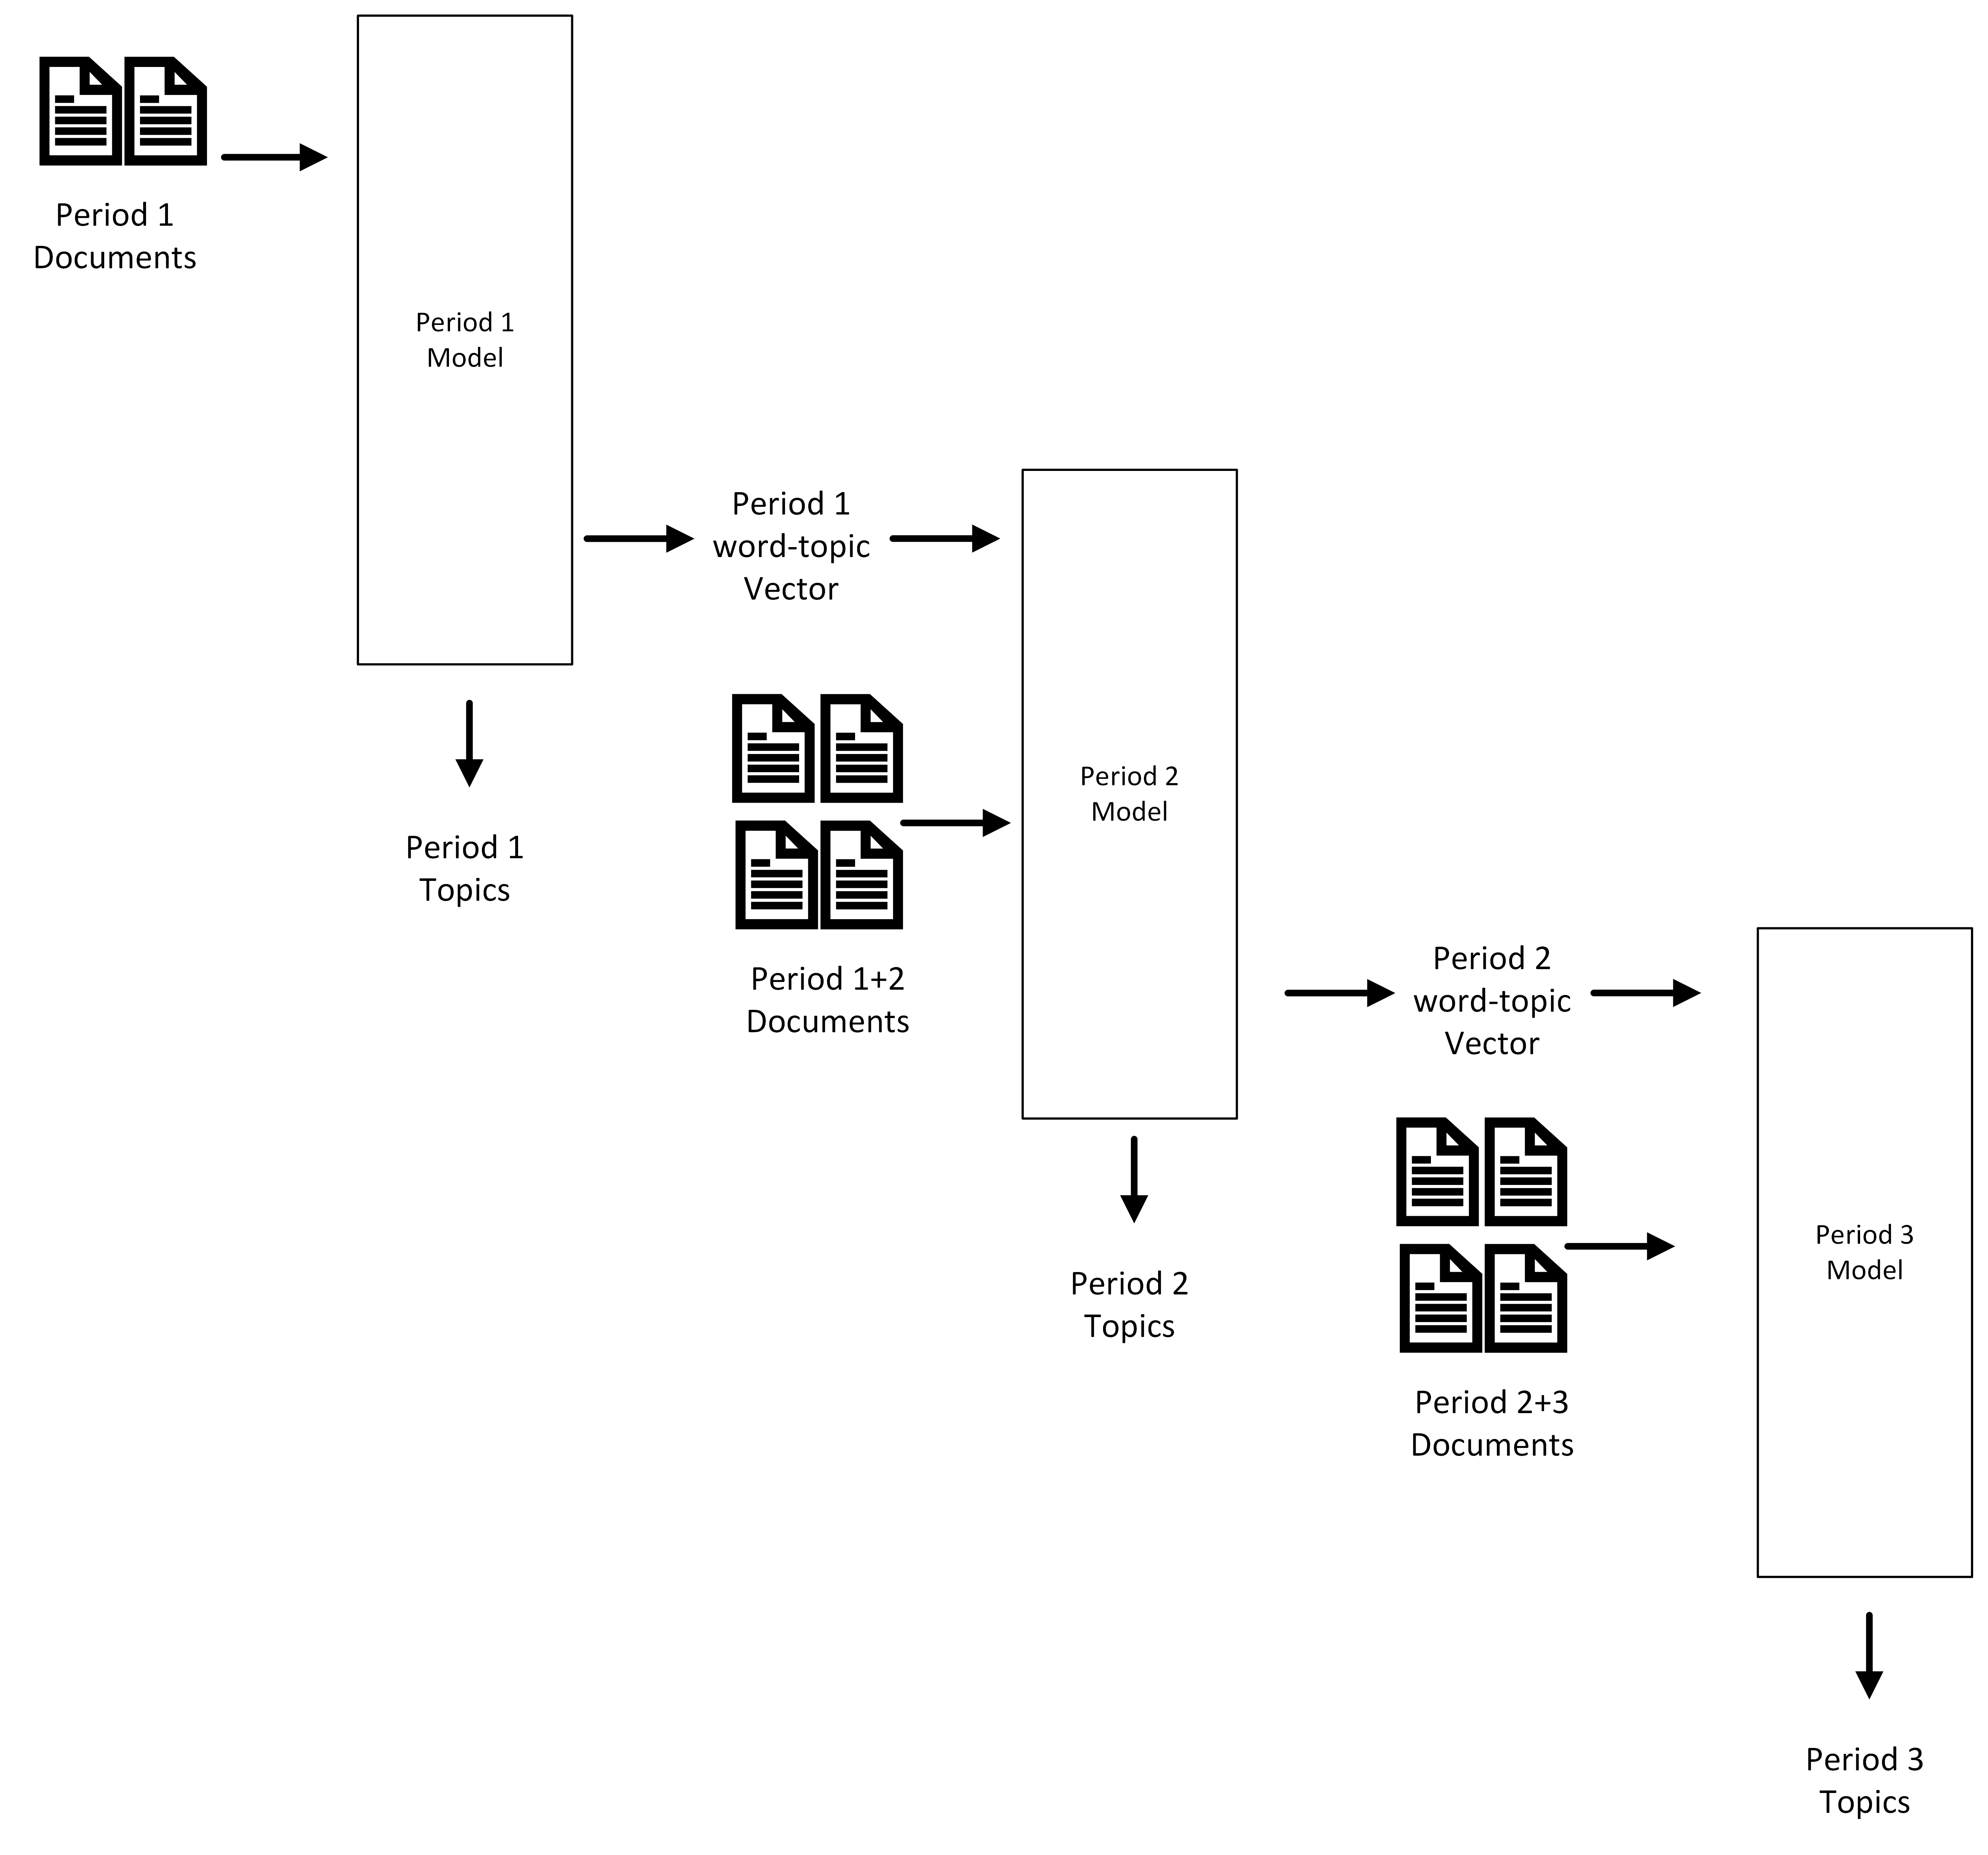 Period 1
Documents
Period 1
Model
Period 1
word-topic
Vector
Period 1
Topics
Period 1+2
Documents
Period 2
Model
Period 2
word-topic
Vector
Period 2
Topics
Period 2+3
Documents
Period 3
Model
Period 3
Topics